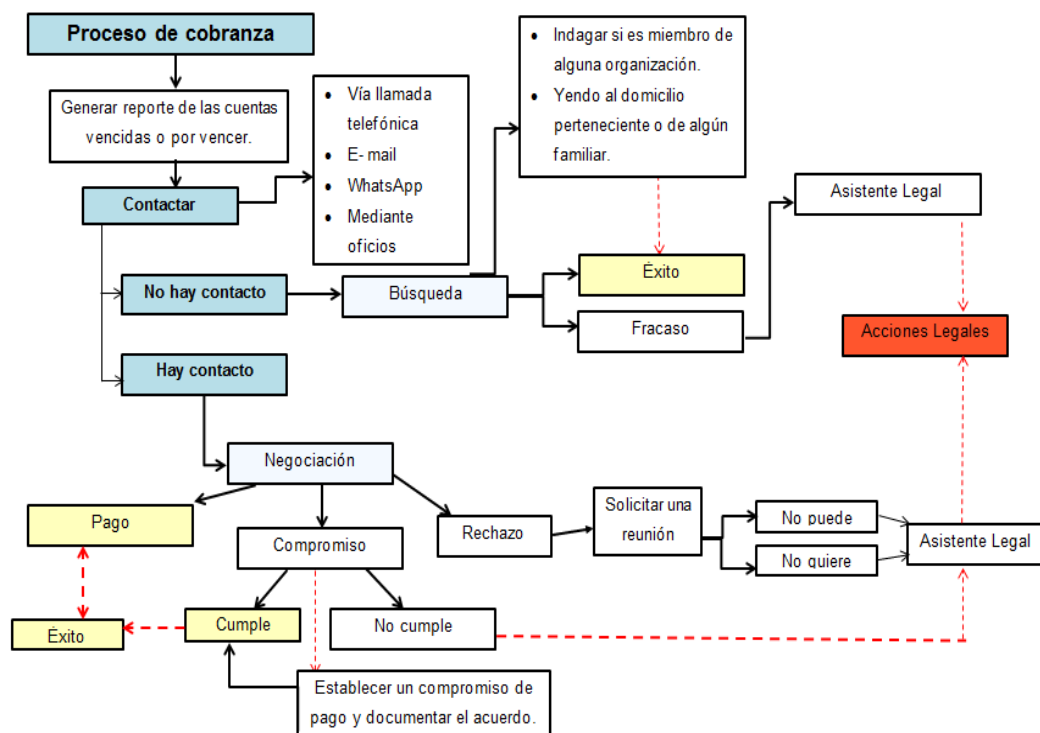 Proceso de cobranza
Generar reporte de las cuentas
vencidas o por vencer.
Contactar
• Vía llamada
telefónica
• E- mail
• WhatsApp
• Mediante
oficios
• Indagar si es miembro de
alguna organización.
• Yendo al domicilio
perteneciente o de algún
familiar.
Asistente Legal
No hay contacto
Búsqueda
Éxito
Fracaso
Acciones Legales
Hay contacto
Negociación
Pago
Compromiso
Rechazo
Solicitar una
reunión
No puede
No quiere
Asistente Legal
Éxito
Cumple
No cumple
Establecer un compromiso de
pago y documentar el acuerdo.